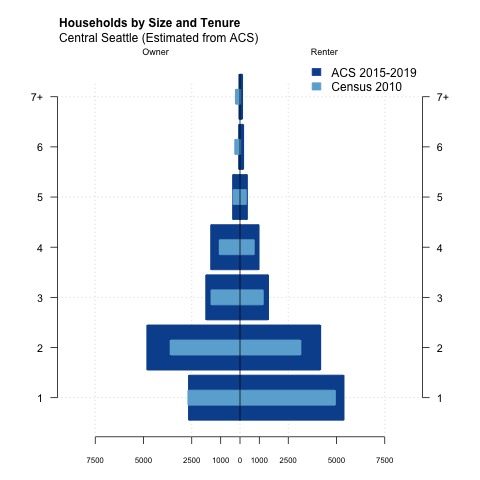 Households by Size and Tenure
Central Seattle (Estimated from ACS)
Owner Renter
ACS 2015-2019
Census 2010
7+ 7+
6 6
5 5
4 4
3 3
2 2
1 1
7500 5000 2500 1000 0 1000 2500 5000 7500